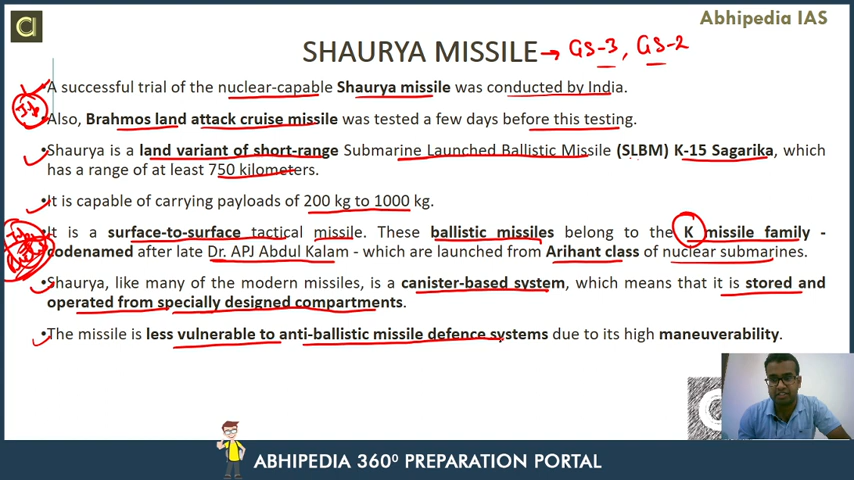 Abhipedia IAS
SHAURYA MISSILE → GS-3, GS-2
•A successful trial of the nuclear-capable Shaurya missile was conducted by India.
•Also, Brahmos land attack cruise missile was tested a few days before this testing.
•Shaurya is a land variant of short-range Submarine Launched Ballistic Missile (SLBM) K-15 Sagarika, which
has a range of at least 750 kilometers.
•It is capable of carrying payloads of 200 kg to 1000 kg.
•It is a surface-to-surface tactical missile. These ballistic missiles belong to the K missile family -
codenamed after late Dr. APJ Abdul Kalam - which are launched from Arihant class of nuclear submarines.
•Shaurya, like many of the modern missiles, is a canister-based system, which means that it is stored and
operated from specially designed compartments.
•The missile is less vulnerable to anti-ballistic missile defence systems due to its high maneuverability.
ABHIPEDIA 360⁰ PREPARATION PORTAL